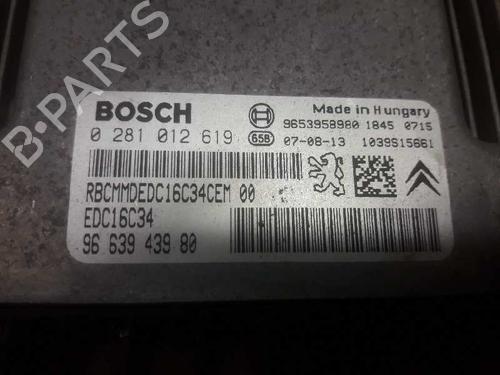 BOSCH
Made in Hungary
0 281 012 619
65B
9653958980 1845 0715
07-08-13 1039S15661
RBCMMDEDC16C34CEM 00
EDC16C34
96 639 439 80
B-PARTS